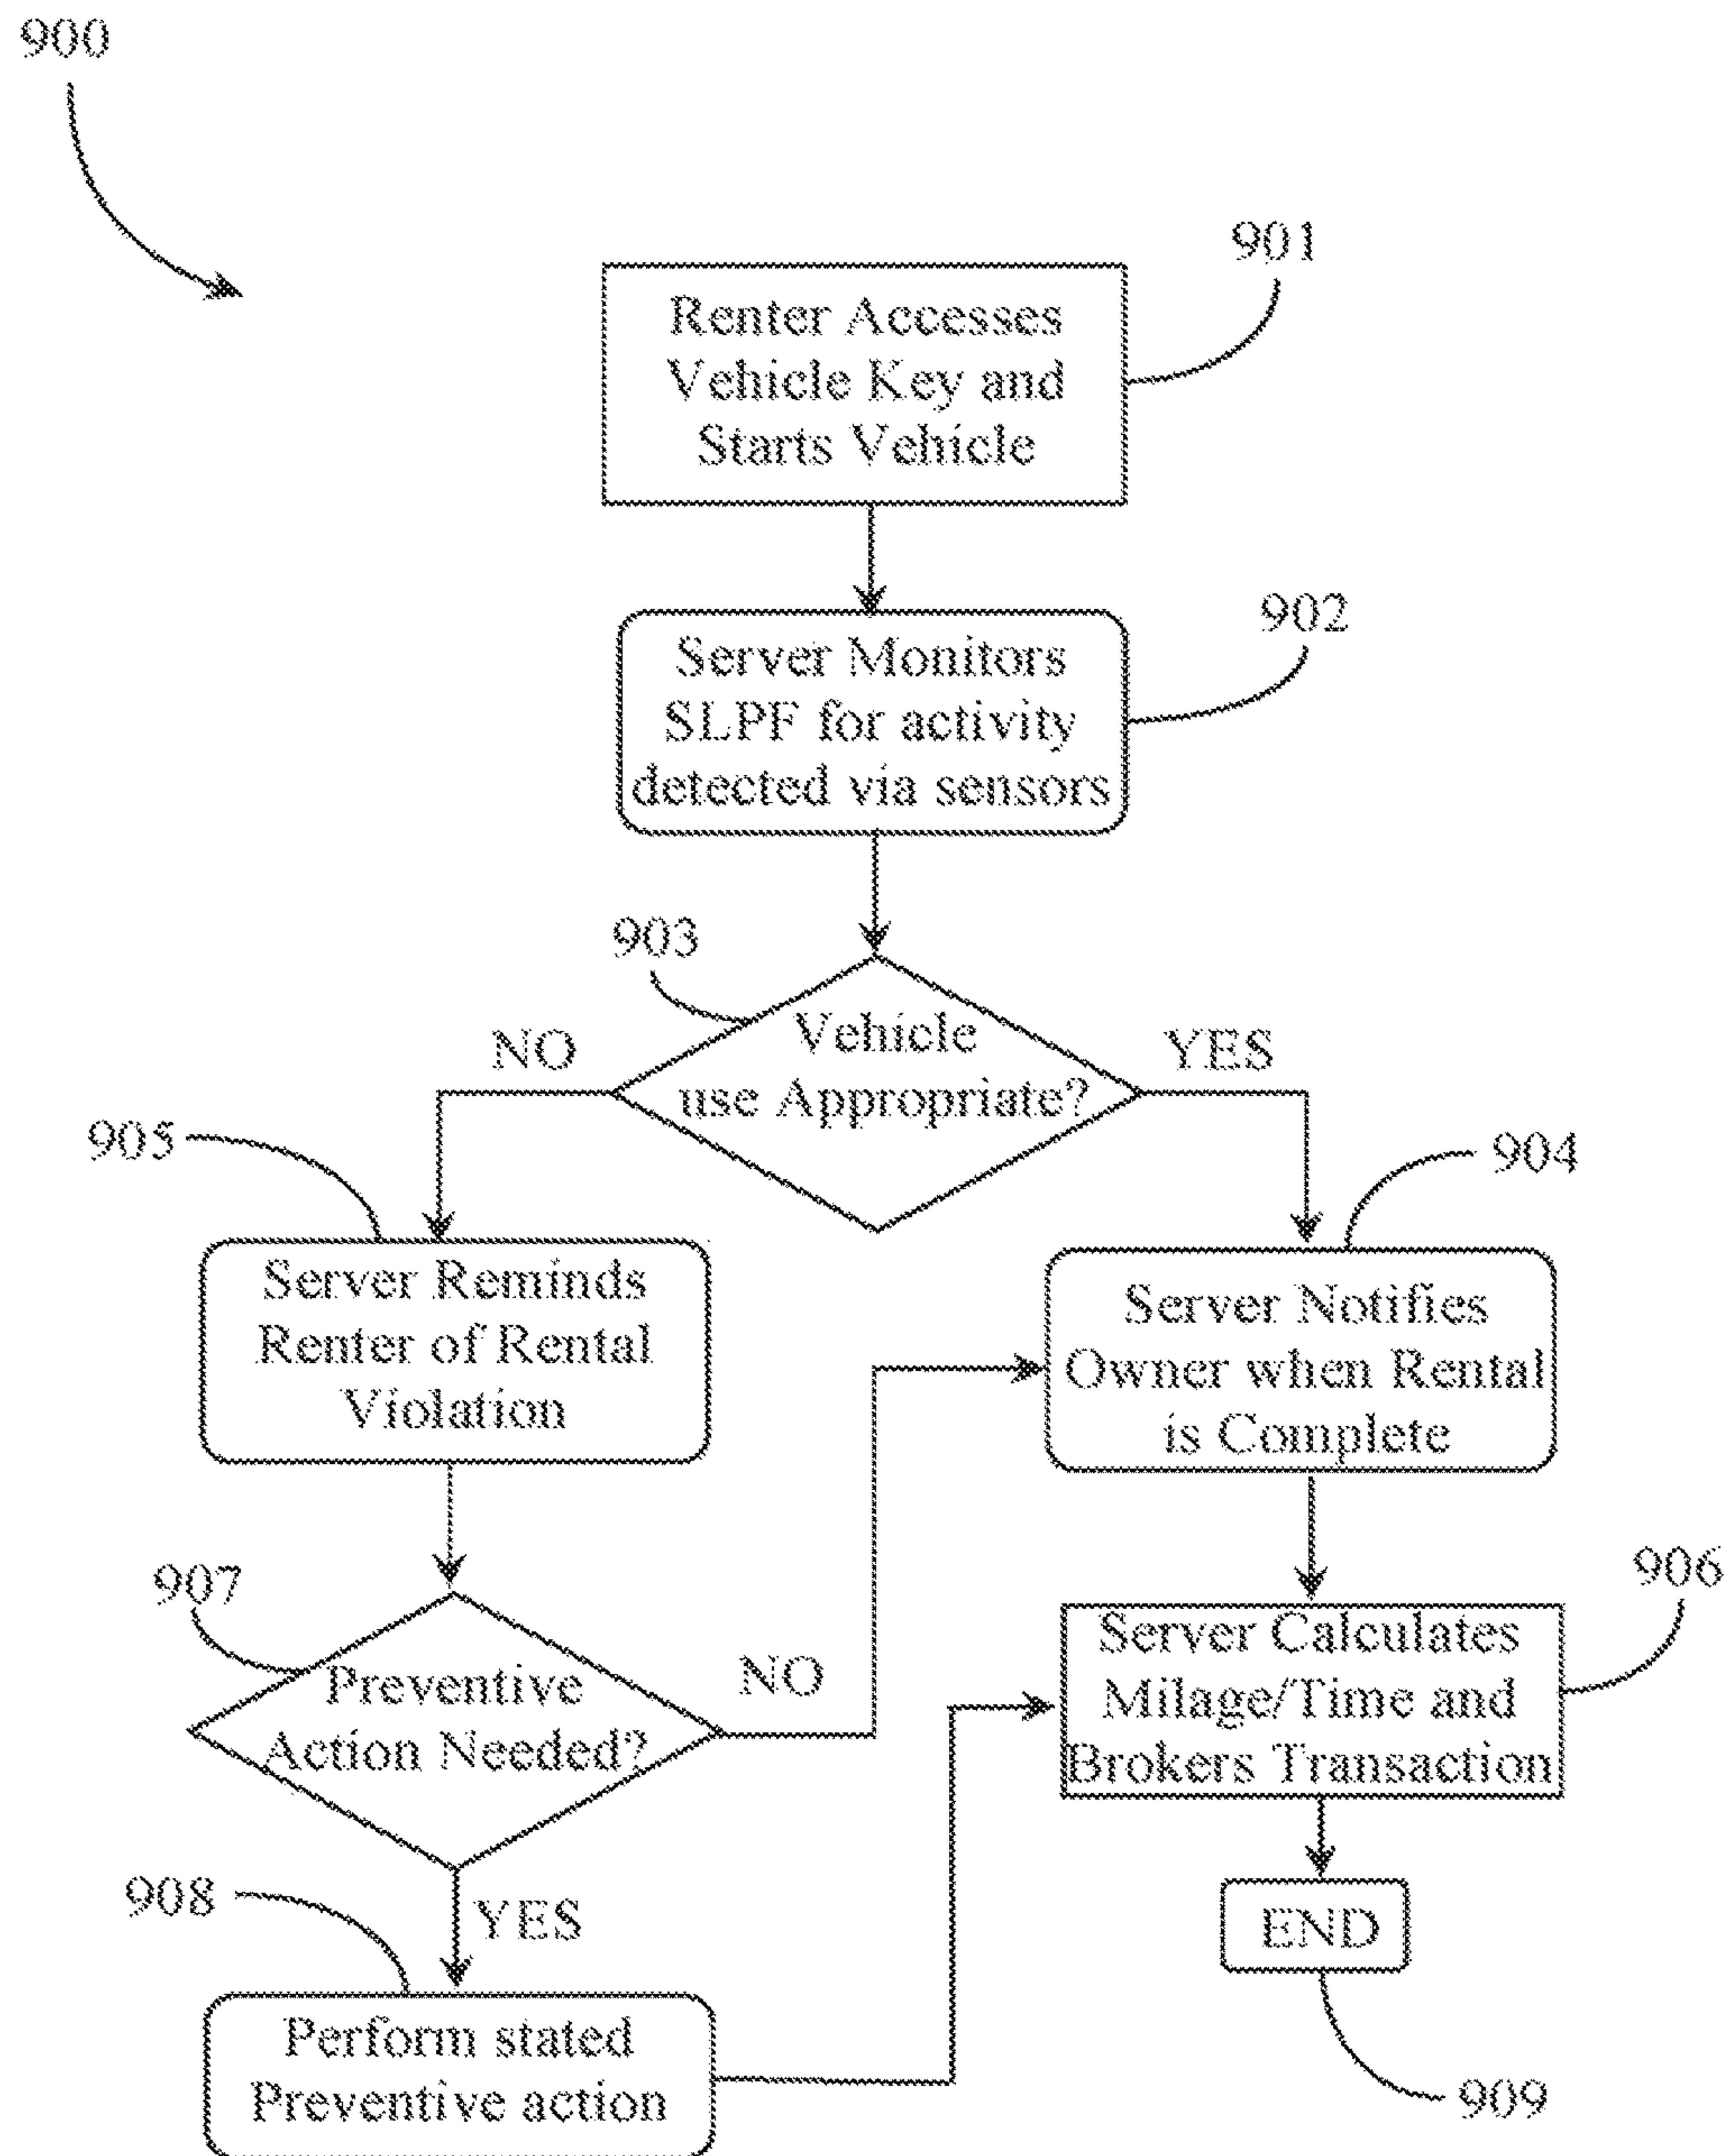 900
901
Renter Accesses
Vehicle Key and
Starts Vehicle
902
Server Monitors
SLPF for activity
detected via sensors
903
NO
Vehicle
use Appropriate?
YES
905
904
Server Reminds
Renter of Rental
Violation
Server Notifies
Owner when Rental
is Complete
907
906
Preventive
Action Needed?
NO
Server Calculates
Milage/Time and
Brokers Transaction
908
YES
END
Perform stated
Preventive action
909